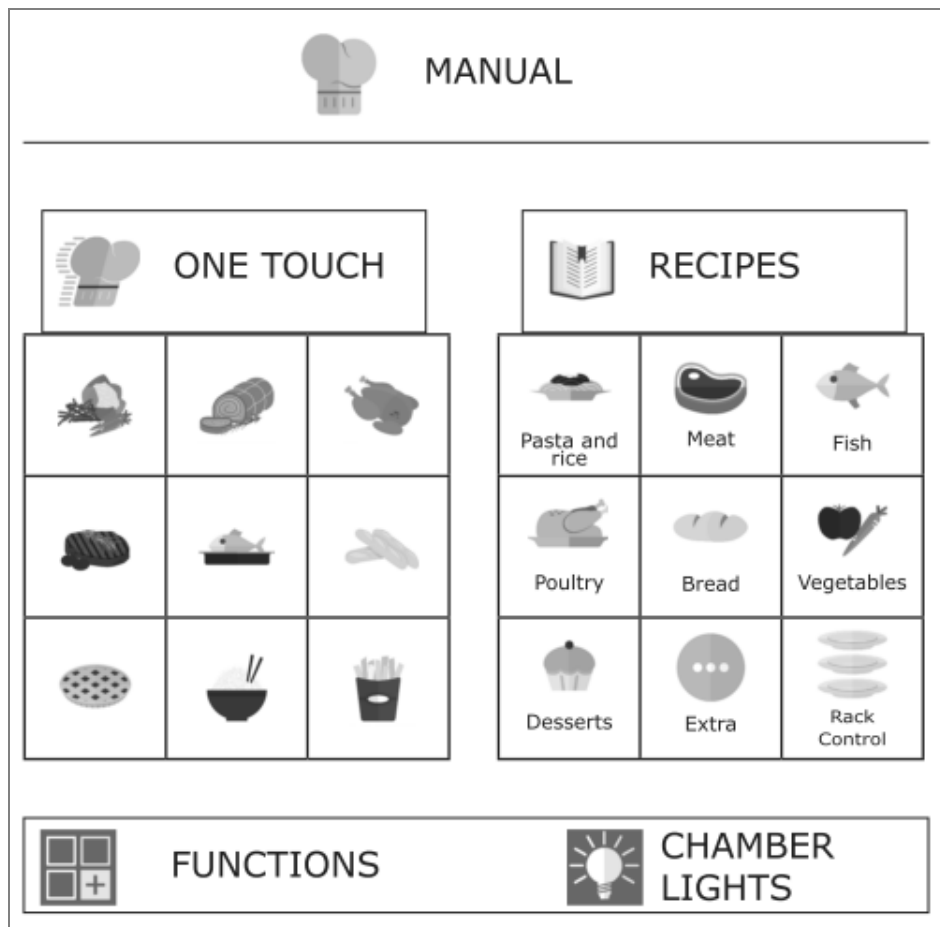 MANUAL
ONE TOUCH
RECIPES
Pasta and
rice
Meat
Fish
Poultry
Bread
Vegetables
Desserts
Extra
Rack
Control
FUNCTIONS
CHAMBER
LIGHTS